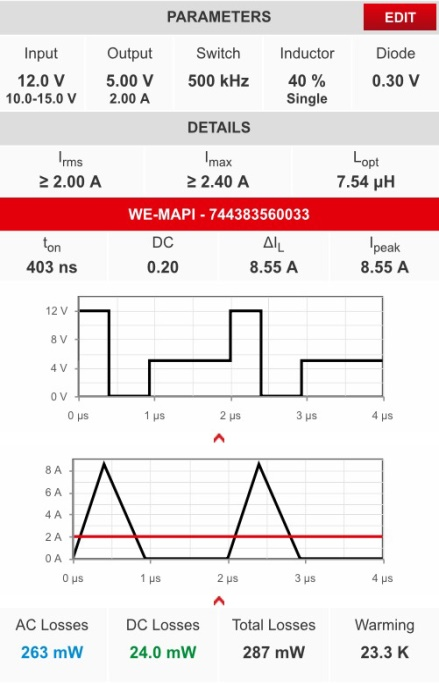 PARAMETERS
EDIT
Input Output Switch Inductor Diode
12.0 V 5.00 V 500 kHz 40 % 0.30 V
10.0-15.0 V 2.00 A Single
DETAILS
Irms Imax Lopt
≥ 2.00 A ≥ 2.40 A 7.54 µH
WE-MAPI - 744383560033
ton DC ΔIL Ipeak
403 ns 0.20 8.55 A 8.55 A
12 V
8 V
4 V
0 V
0 µs 1 µs 2 µs 3 µs 4 µs
8 A
6 A
4 A
2 A
0 A
0 µs 1 µs 2 µs 3 µs 4 µs
AC Losses DC Losses Total Losses Warming
263 mW 24.0 mW 287 mW 23.3 K